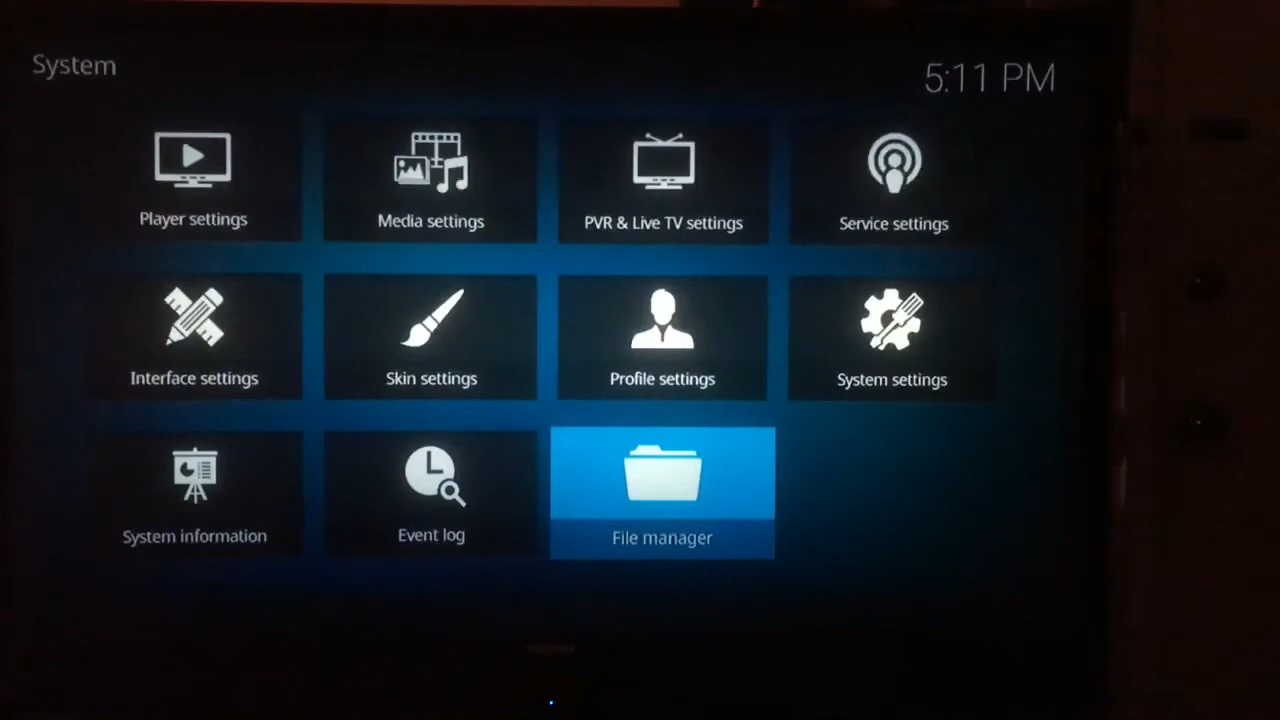 System
5:11 PM
Player settings
Media settings
PVR & Live TV settings
Service settings
Interface settings
Skin settings
Profile settings
System settings
System information
Event log
File manager